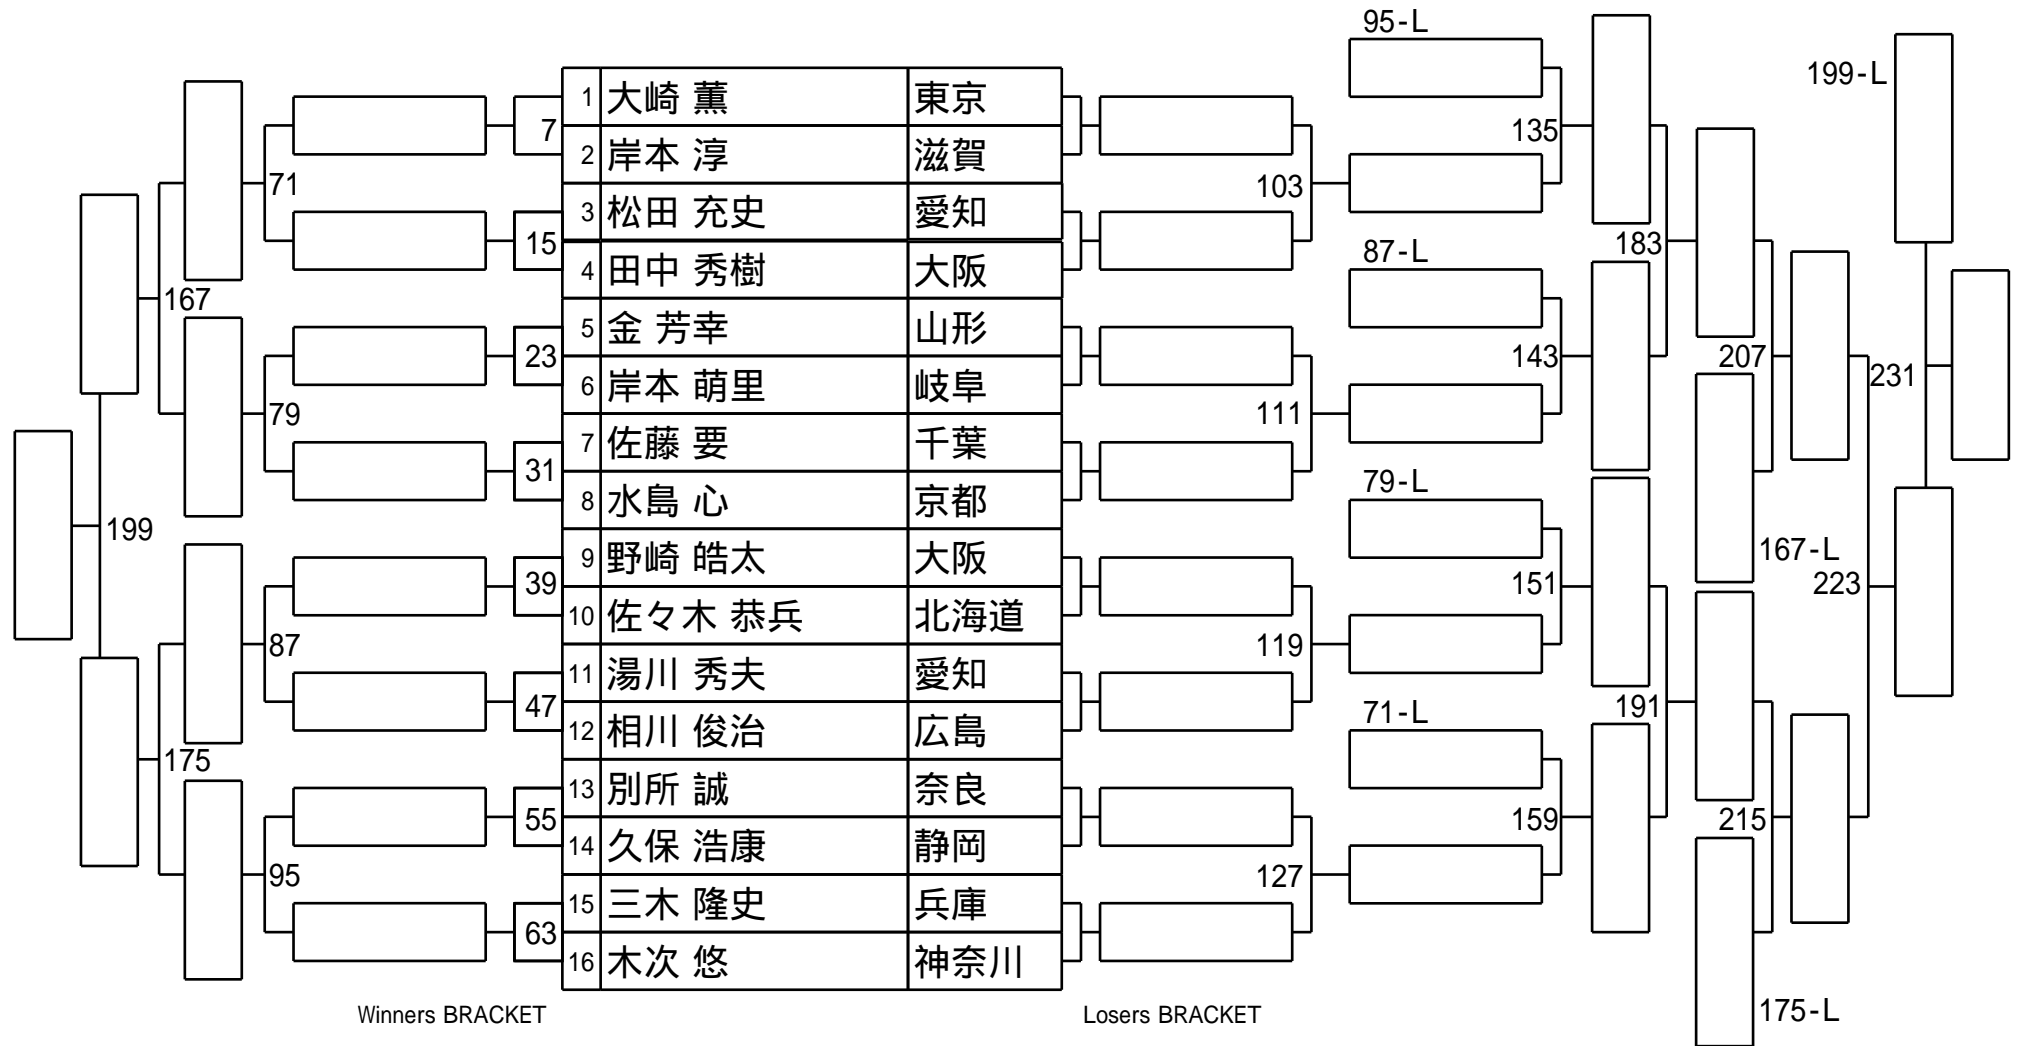 95-L
199-L
1 大崎 薫 東京
7
135
2 岸本 淳 滋賀
71
103
3 松田 充史 愛知
15
183
87-L
4 田中 秀樹 大阪
167
5 金 芳幸 山形
23
143
207
231
6 岸本 萌里 岐阜
79
111
7 佐藤 要 千葉
31
79-L
8 水島 心 京都
199
9 野崎 皓太 大阪
167-L
39
151
223
10 佐々木 恭兵 北海道
87
119
11 湯川 秀夫 愛知
47
191
71-L
12 相川 俊治 広島
175
13 別所 誠 奈良
55
159
215
14 久保 浩康 静岡
95
127
15 三木 隆史 兵庫
63
16 木次 悠 神奈川
175-L
Winners BRACKET
Losers BRACKET